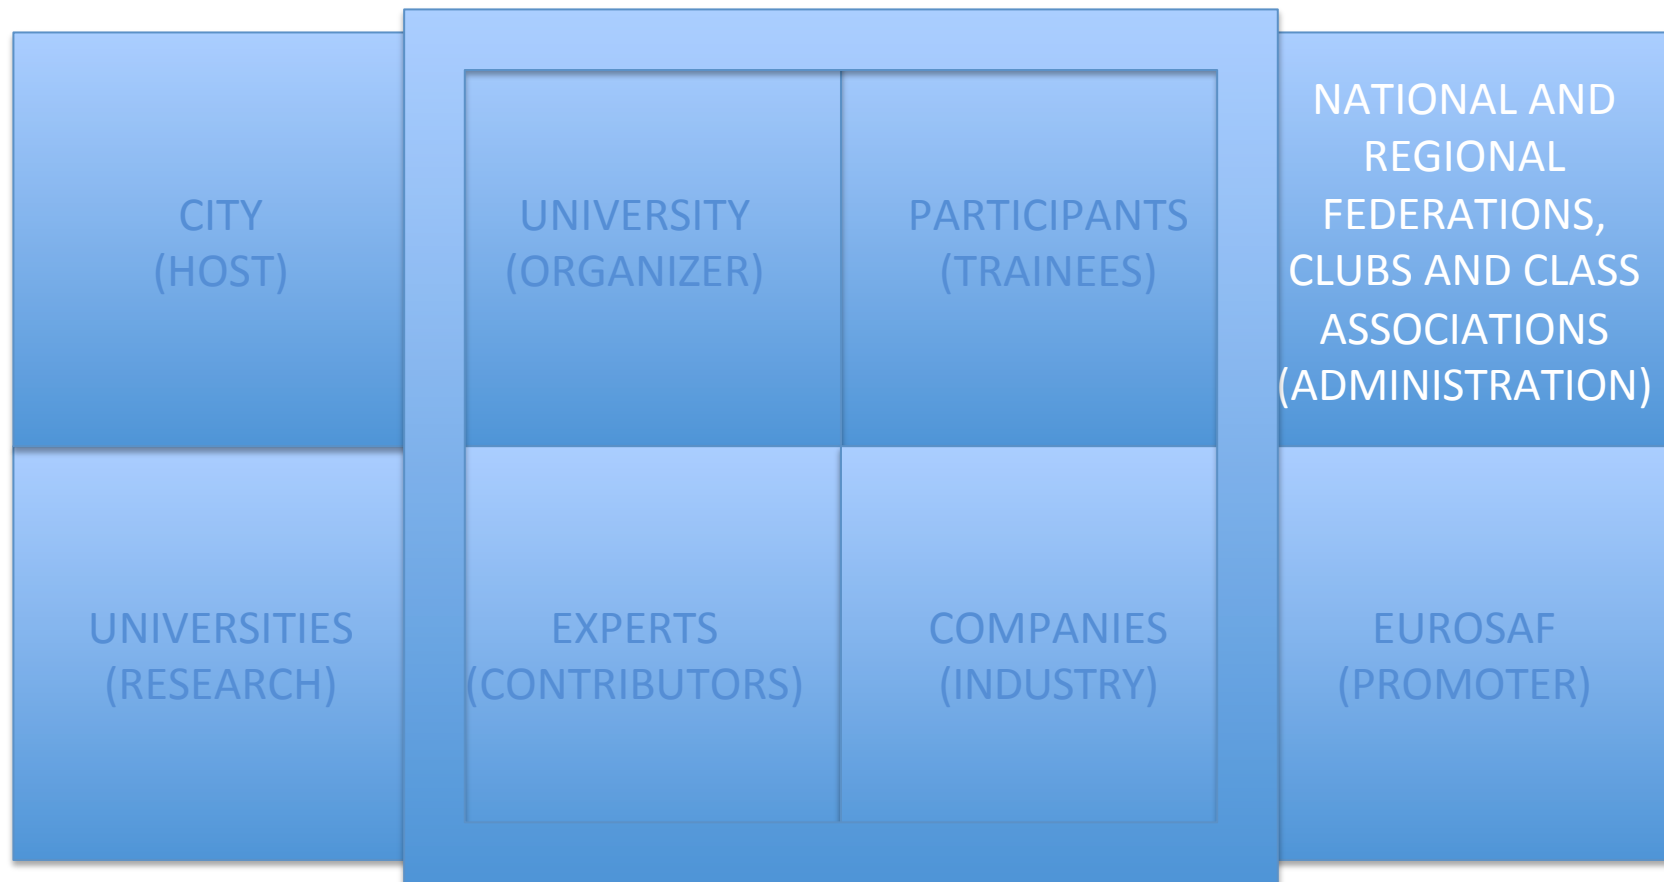 CITY
(HOST)
UNIVERSITY
(ORGANIZER)
PARTICIPANTS
(TRAINEES)
NATIONAL AND
REGIONAL
FEDERATIONS,
CLUBS AND CLASS
ASSOCIATIONS
(ADMINISTRATION)
UNIVERSITIES
(RESEARCH)
EXPERTS
(CONTRIBUTORS)
COMPANIES
(INDUSTRY)
EUROSAF
(PROMOTER)